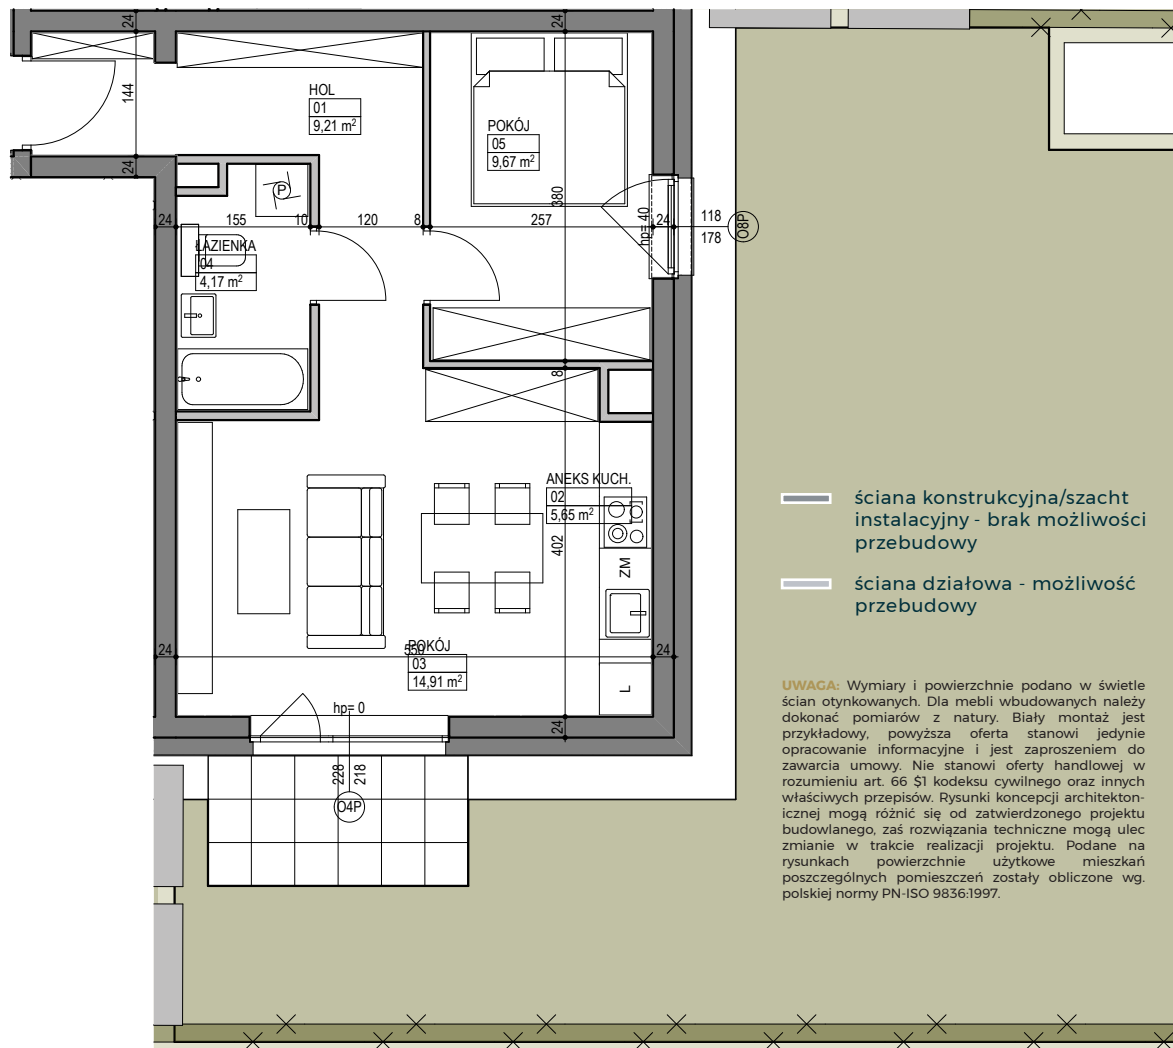 24
24
144
HOL
01
9,21 m²
POKÓJ
05
9,67 m²
24
P
380
24
155
10
120
8
257
hp= 40
24
118
178
O8P
ŁAZIENKA
04
4,17 m²
8
ANEKS KUCH.
02
5,65 m²
402
ZM
ściana konstrukcyjna/szacht
instalacyjny - brak możliwości
przebudowy
ściana działowa - możliwość
przebudowy
24
550
24
POKÓJ
03
14,91 m²
L
hp= 0
24
228
218
O4P
UWAGA: Wymiary i powierzchnie podano w świetle
ścian otynkowanych. Dla mebli wbudowanych należy
dokonać pomiarów z natury. Biały montaż jest
przykładowy, powyższa oferta stanowi jedynie
opracowanie informacyjne i jest zaproszeniem do
zawarcia umowy. Nie stanowi oferty handlowej w
rozumieniu art. 66 $1 kodeksu cywilnego oraz innych
właściwych przepisów. Rysunki koncepcji architekton-
icznej mogą różnić się od zatwierdzonego projektu
budowlanego, zaś rozwiązania techniczne mogą ulec
zmianie w trakcie realizacji projektu. Podane na
rysunkach powierzchnie użytkowe mieszkań
poszczególnych pomieszczeń zostały obliczone wg.
polskiej normy PN-ISO 9836:1997.